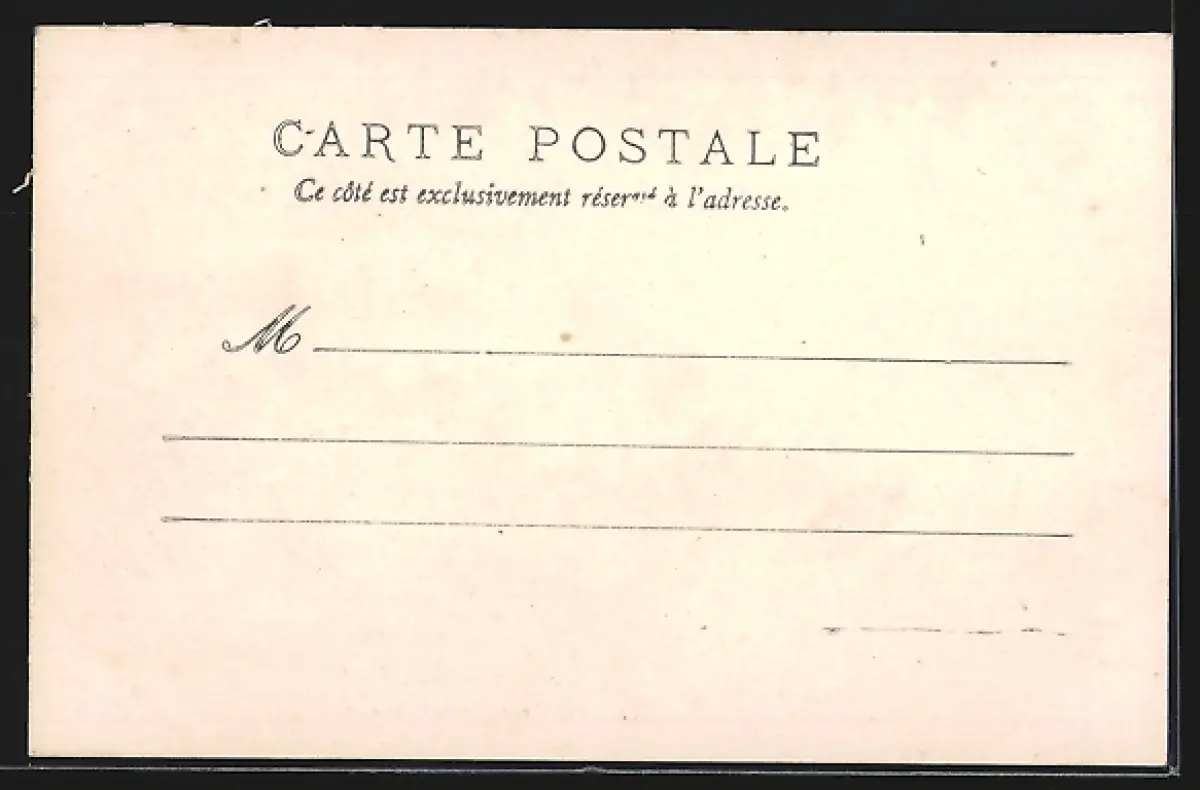 CARTE POSTALE
Ce côté est exclusivement réservé à l'adresse.
M